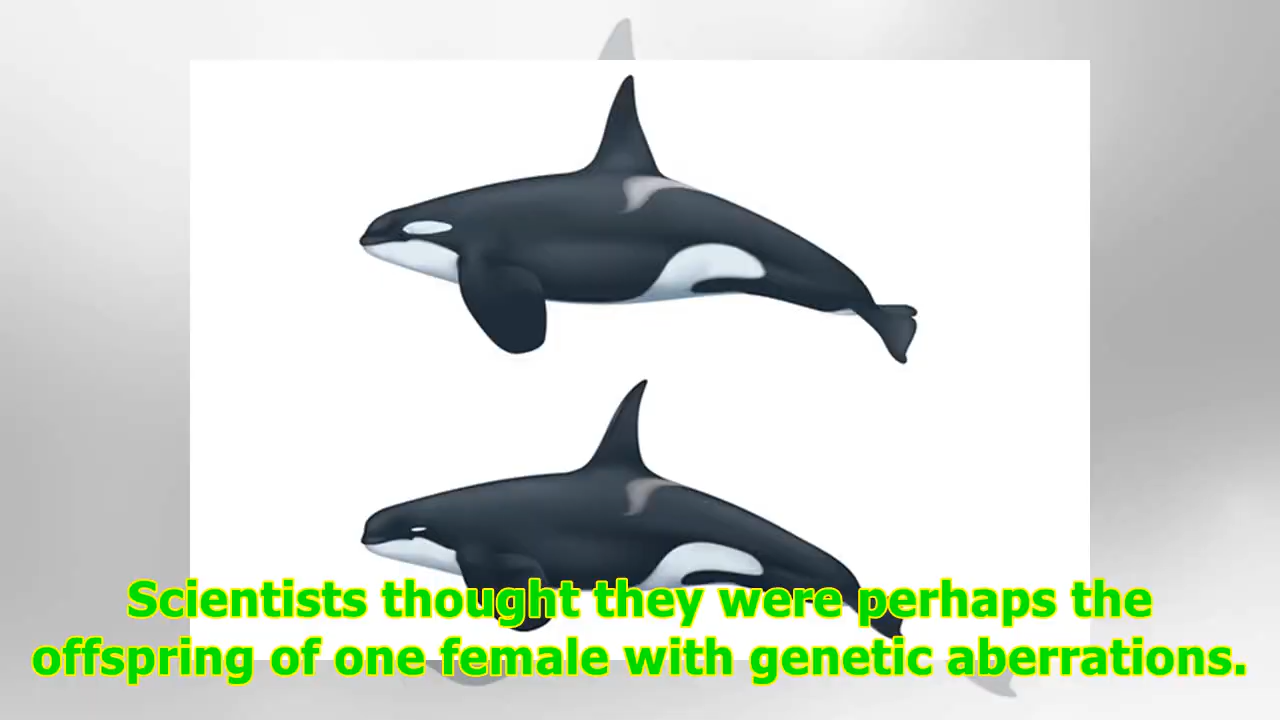 Scientists thought they were perhaps the
offspring of one female with genetic aberrations.